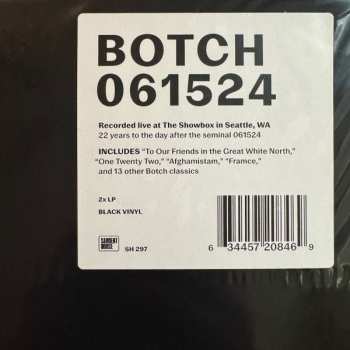 BOTCH
061524
Recorded live at The Showbox in Seattle, WA
22 years to the day after the seminal 061524
INCLUDES "To Our Friends in the Great White North,"
"One Twenty Two," "Afghamistam," "Framce,"
and 13 other Botch classics
2x LP
BLACK VINYL
SARGENT
HOUSE
SH 297
6 34457 20846 9